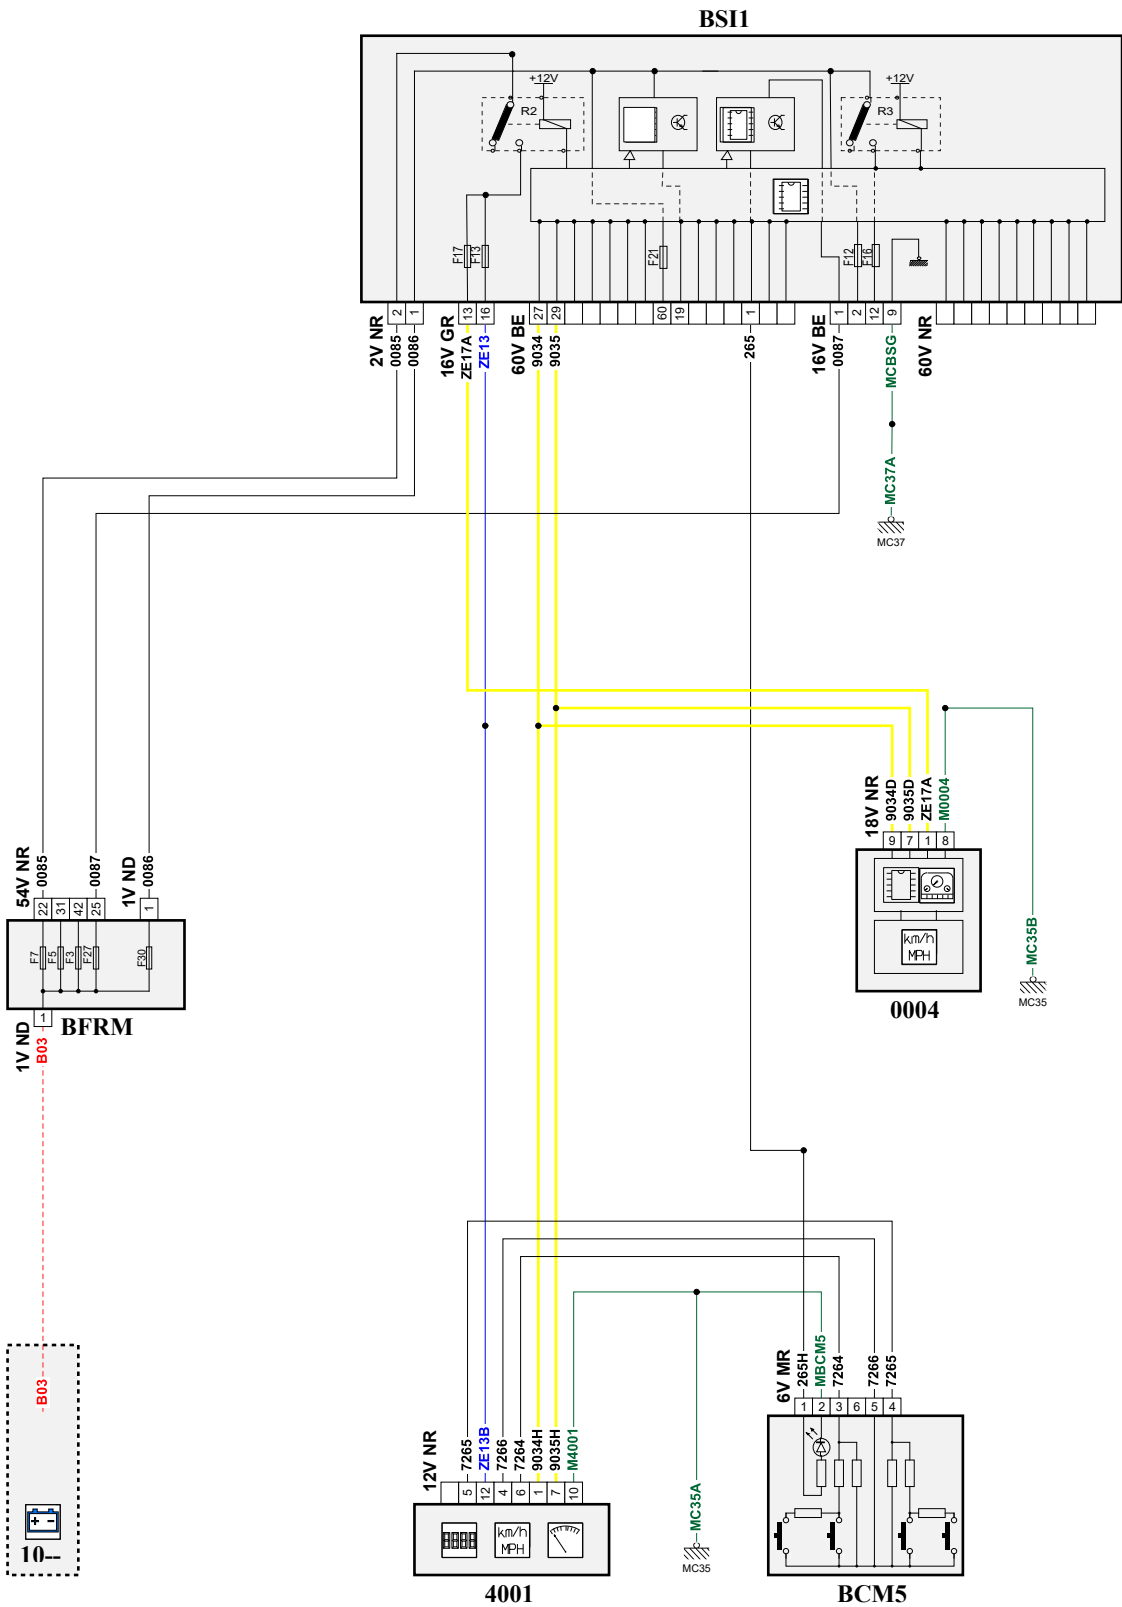 BSI1
+12V
+12V
R2
R3
F17
F13
F21
F12
F16
2
1
13
16
27
29
60
19
1
1
2
12
9
2V NR
0085
0086
16V GR
ZE17A
ZE13
60V BE
9034
9035
265
16V BE
0087
MCBSG
60V NR
MC37A
MC37
18V NR
9034D
9035D
ZE17A
M0004
9
7
1
8
km/h
MPH
0004
MC35B
MC35
54V NR
0085
0087
1V ND
0086
22
31
42
25
1
F7
F5
F3
F27
F30
1
BFRM
1V ND
B03
B03
+ -
10--
12V NR
7265
ZE13B
7266
7264
9034H
9035H
M4001
5
12
4
6
1
7
10
km/h
MPH
4001
MC35A
MC35
6V MR
265H
MBCM5
7264
7266
7265
1
2
3
6
5
4
BCM5